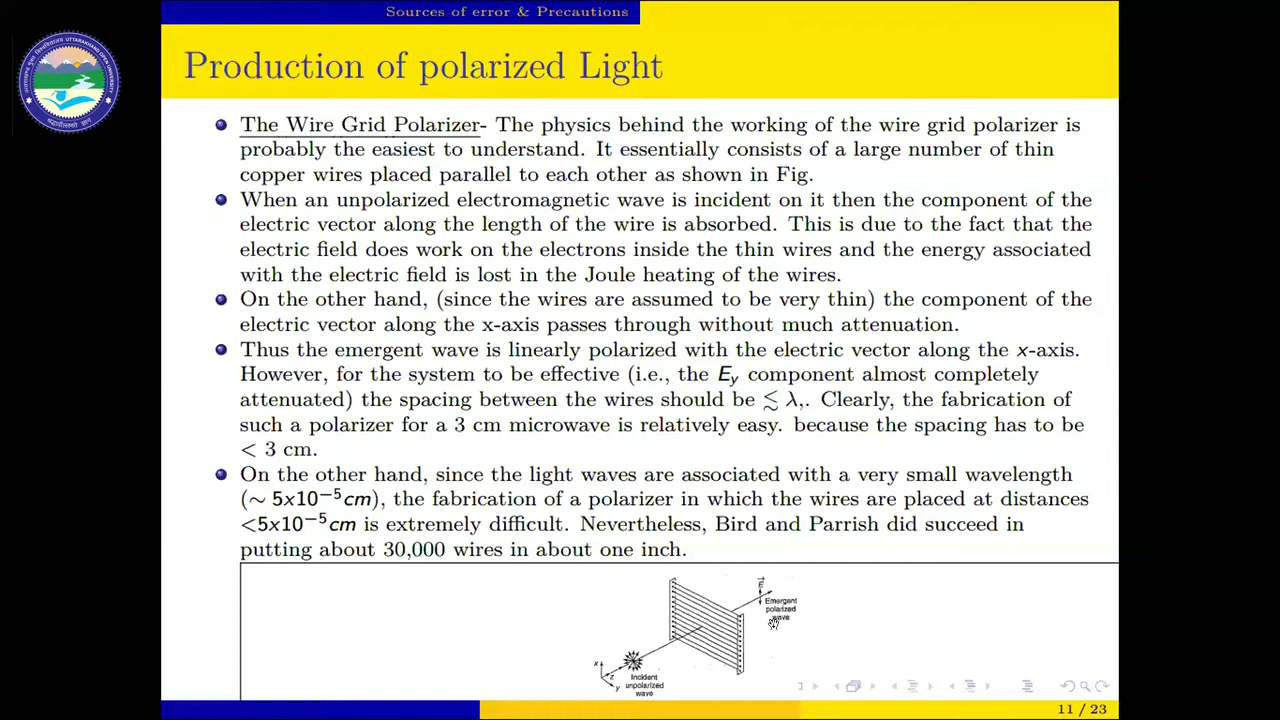 Sources of error & Precautions
Production of polarized Light
The Wire Grid Polarizer- The physics behind the working of the wire grid polarizer is
probably the easiest to understand. It essentially consists of a large number of thin
copper wires placed parallel to each other as shown in Fig.
When an unpolarized electromagnetic wave is incident on it then the component of the
electric vector along the length of the wire is absorbed. This is due to the fact that the
electric field does work on the electrons inside the thin wires and the energy associated
with the electric field is lost in the Joule heating of the wires.
On the other hand, (since the wires are assumed to be very thin) the component of the
electric vector along the x-axis passes through without much attenuation.
Thus the emergent wave is linearly polarized with the electric vector along the x-axis.
However, for the system to be effective (i.e., the E_y component almost completely
attenuated) the spacing between the wires should be ≲ λ,. Clearly, the fabrication of
such a polarizer for a 3 cm microwave is relatively easy. because the spacing has to be
< 3 cm.
On the other hand, since the light waves are associated with a very small wavelength
(∼ 5x10⁻⁵cm), the fabrication of a polarizer in which the wires are placed at distances
<5x10⁻⁵cm is extremely difficult. Nevertheless, Bird and Parrish did succeed in
putting about 30,000 wires in about one inch.
E
Emergent
polarized
wave
x
z
y
Incident
unpolarized
wave
11 / 23